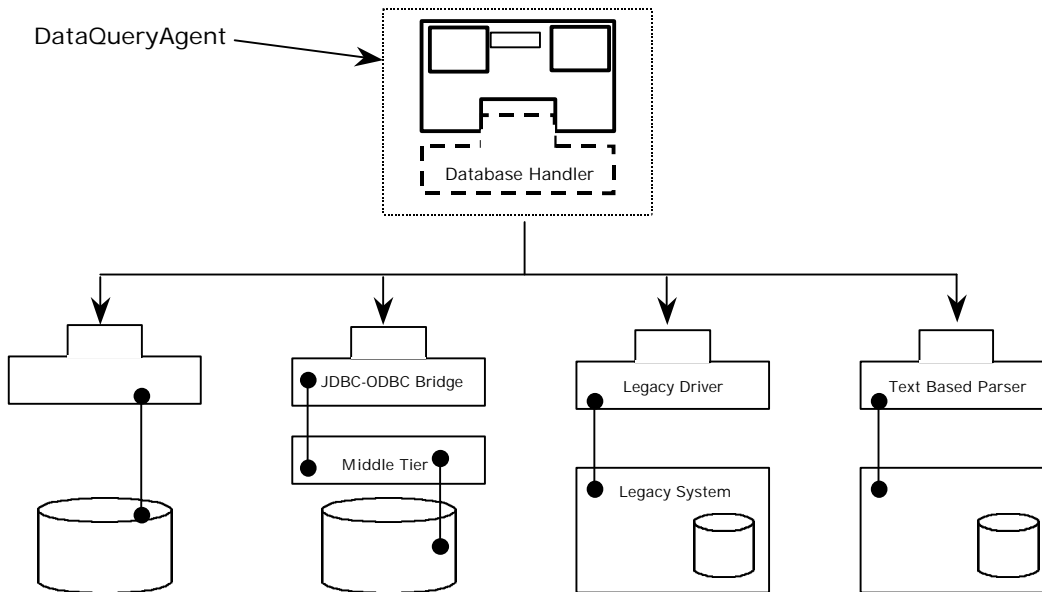 DataQueryAgent
Database Handler
JDBC-ODBC Bridge
Legacy Driver
Text Based Parser
Middle Tier
Legacy System